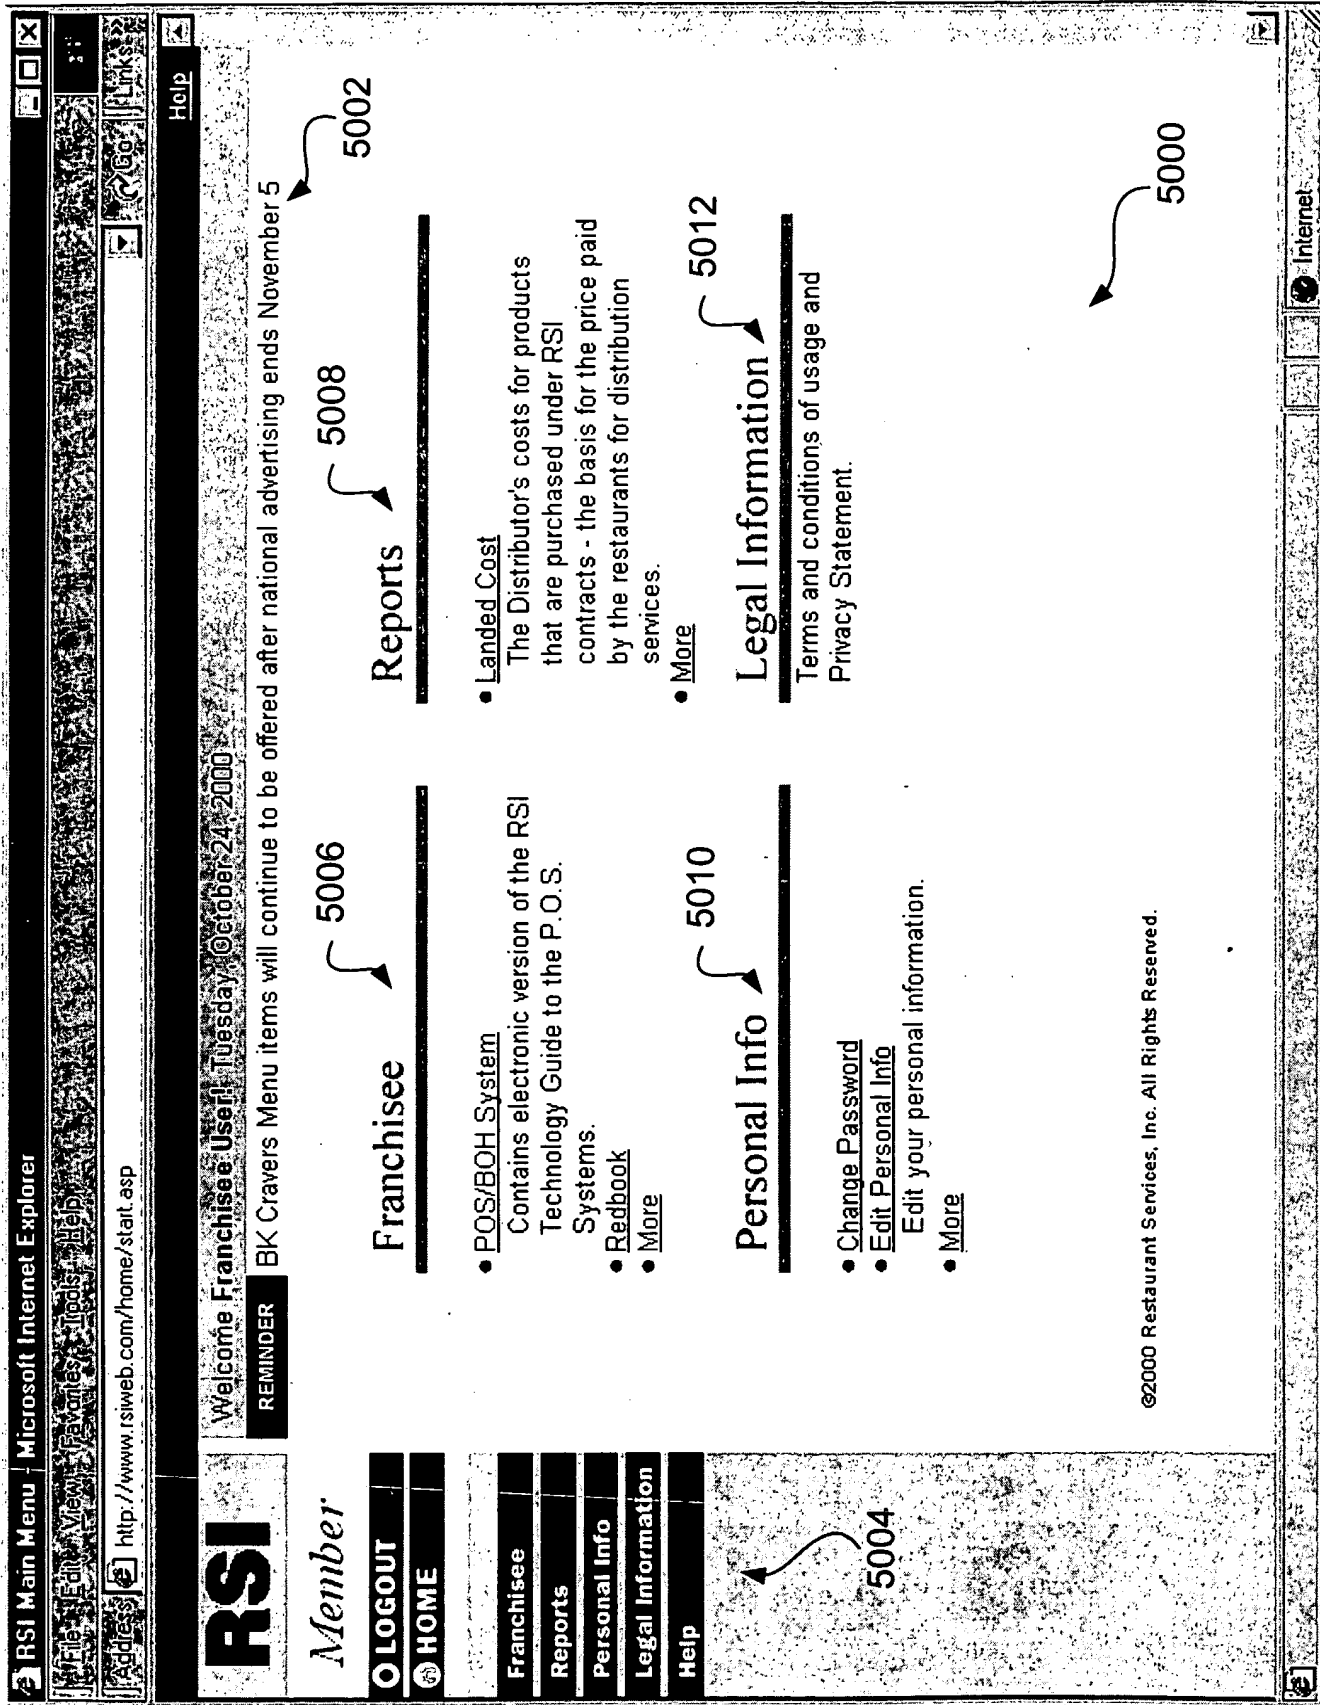 RSI Main Menu - Microsoft Internet Explorer
File Edit View Favorites Tools Help
Address http://www.rsiweb.com/home/start.asp Go Links »
Help
RSI
Welcome Franchisee User! Tuesday, October 24, 2000
REMINDER BK Cravers Menu items will continue to be offered after national advertising ends November 5
5002
Member
LOGOUT
HOME
Franchisee
Reports
Personal Info
Legal Information
Help
5004
Franchisee
5006
• POS/BOH System
Contains electronic version of the RSI
Technology Guide to the P.O.S.
Systems.
• Redbook
• More
Reports
5008
• Landed Cost
The Distributor's costs for products
that are purchased under RSI
contracts - the basis for the price paid
by the restaurants for distribution
services.
• More
Personal Info
5010
• Change Password
• Edit Personal Info
Edit your personal information.
• More
Legal Information
5012
Terms and conditions of usage and
Privacy Statement.
5000
©2000 Restaurant Services, Inc. All Rights Reserved.
Internet